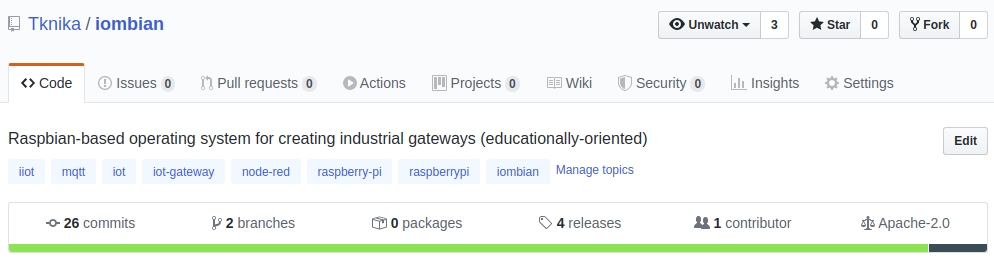 Tknika / iombian Unwatch 3 Star 0 Fork 0
Code Issues 0 Pull requests 0 Actions Projects 0 Wiki Security 0 Insights Settings
Raspbian-based operating system for creating industrial gateways (educationally-oriented) Edit
iiot mqtt iot iot-gateway node-red raspberry-pi raspberrypi iombian Manage topics
26 commits 2 branches 0 packages 4 releases 1 contributor Apache-2.0